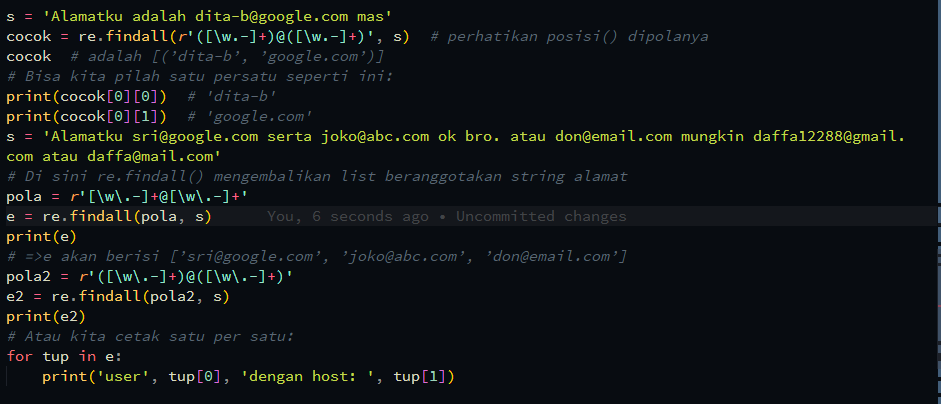 s = 'Alamatku adalah dita-b@google.com mas'
cocok = re.findall(r'([\w.-]+)@([\w.-]+)', s)  # perhatikan posisi() dipolanya
cocok  # adalah [(’dita-b’, ’google.com’)]
# Bisa kita pilah satu persatu seperti ini:
print(cocok[0][0])  # 'dita-b'
print(cocok[0][1])  # 'google.com'
s = 'Alamatku sri@google.com serta joko@abc.com ok bro. atau don@email.com mungkin daffa12288@gmail.
com atau daffa@mail.com'
# Di sini re.findall() mengembalikan list beranggotakan string alamat
pola = r'[\w\.-]+@[\w\.-]+'
e = re.findall(pola, s)      You, 6 seconds ago • Uncommitted changes
print(e)
# =>e akan berisi [’sri@google.com’, ’joko@abc.com’, ’don@email.com’]
pola2 = r'([\w\.-]+)@([\w\.-]+)'
e2 = re.findall(pola2, s)
print(e2)
# Atau kita cetak satu per satu:
for tup in e:
    print('user', tup[0], 'dengan host: ', tup[1])